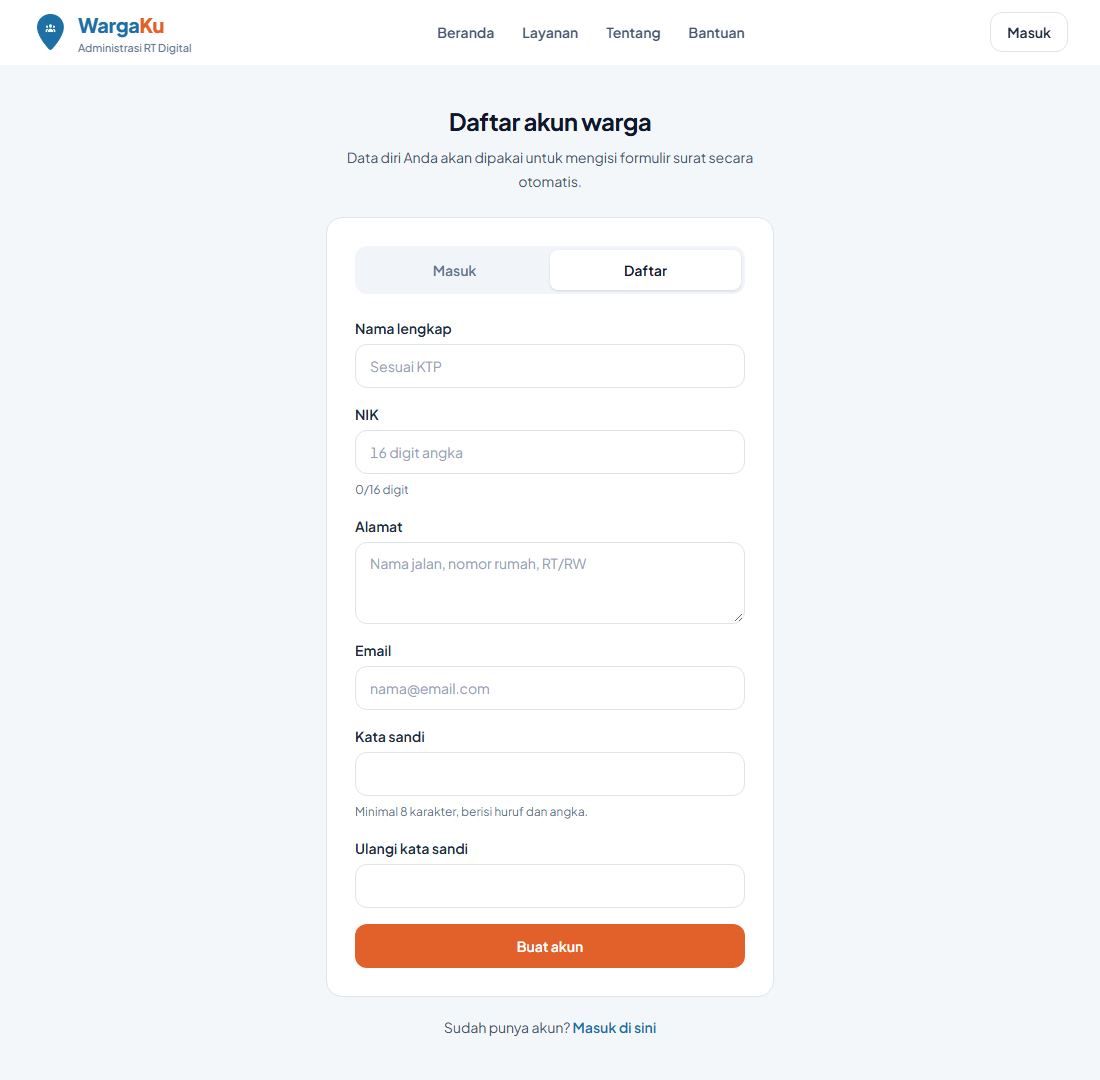 WargaKu
Administrasi RT Digital
Beranda
Layanan
Tentang
Bantuan
Masuk
Daftar akun warga
Data diri Anda akan dipakai untuk mengisi formulir surat secara
otomatis.
Masuk
Daftar
Nama lengkap
Sesuai KTP
NIK
16 digit angka
0/16 digit
Alamat
Nama jalan, nomor rumah, RT/RW
Email
nama@email.com
Kata sandi
Minimal 8 karakter, berisi huruf dan angka.
Ulangi kata sandi
Buat akun
Sudah punya akun? Masuk di sini